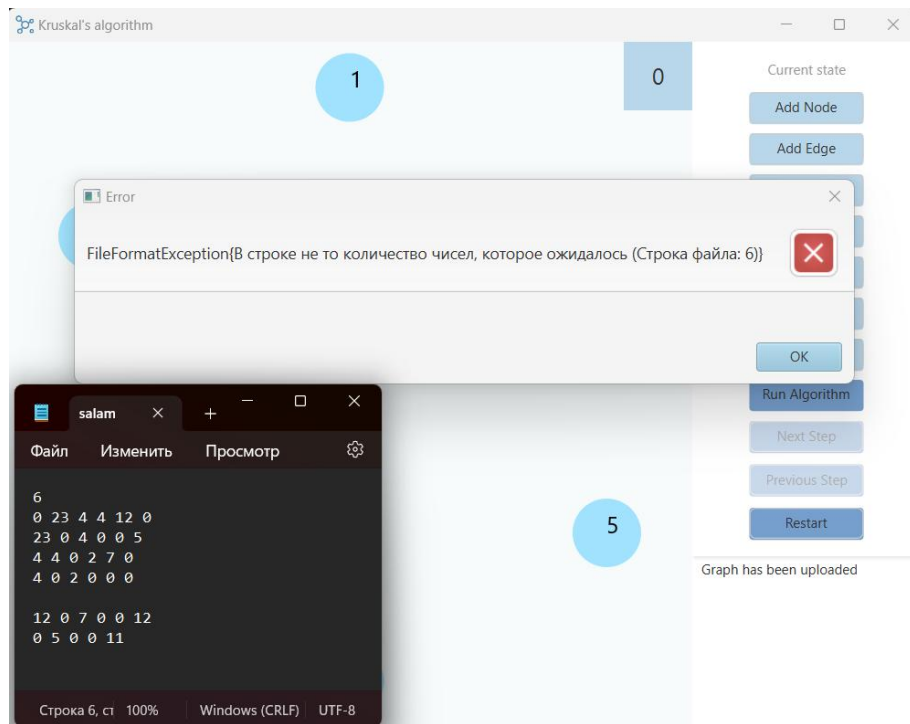 Kruskal's algorithm
1
0
Current state
Add Node
Add Edge
Error
FileFormatException{В строке не то количество чисел, которое ожидалось (Строка файла: 6)}
OK
Run Algorithm
Next Step
Previous Step
Restart
5
Graph has been uploaded
salam
Файл Изменить Просмотр
6
0 23 4 4 12 0
23 0 4 0 0 5
4 4 0 2 7 0
4 0 2 0 0 0
12 0 7 0 0 12
0 5 0 0 11
Строка 6, ст 100% Windows (CRLF) UTF-8